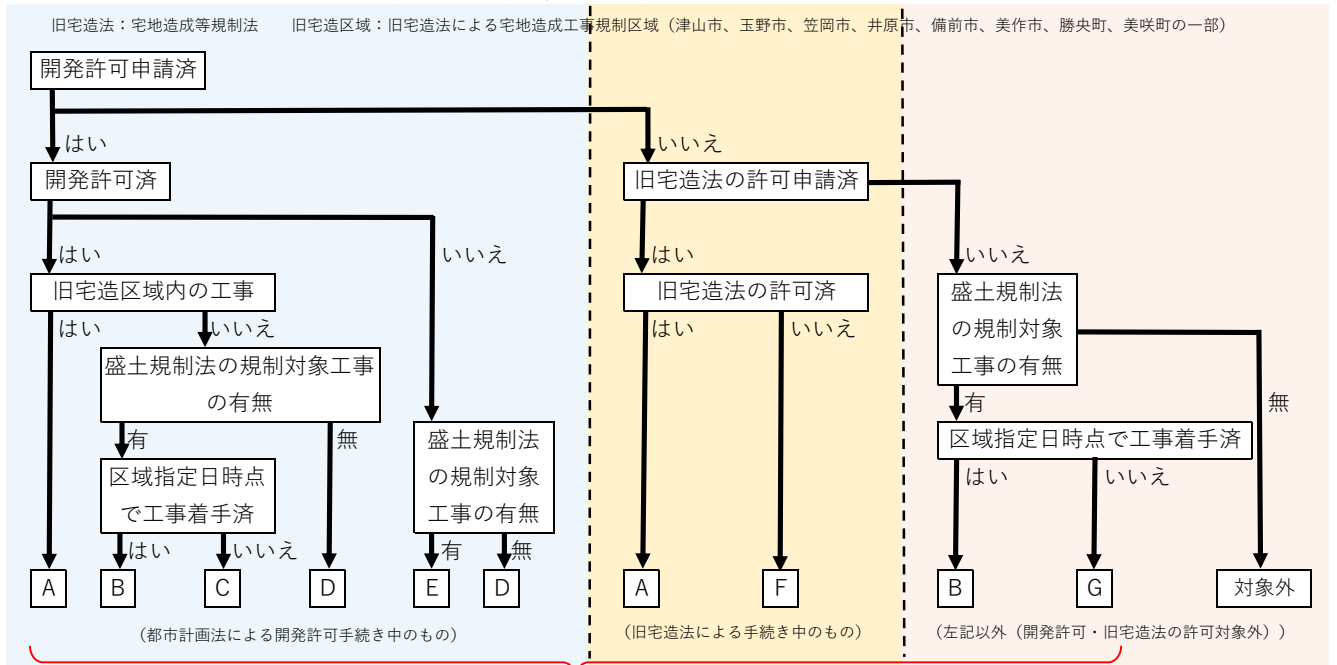 旧宅造法：宅地造成等規制法　　旧宅造区域：旧宅造法による宅地造成工事規制区域（津山市、玉野市、笠岡市、井原市、備前市、美作市、勝央町、美咲町の一部）
開発許可申請済
はい
いいえ
開発許可済
旧宅造法の許可申請済
はい
いいえ
はい
いいえ
旧宅造区域内の工事
旧宅造法の許可済
盛土規制法
の規制対象
工事の有無
はい
いいえ
はい
いいえ
盛土規制法の規制対象工事
の有無
有
無
有
無
盛土規制法
の規制対象
工事の有無
区域指定日時点で工事着手済
区域指定日時点
で工事着手済
はい
いいえ
はい
いいえ
有
無
A
B
C
D
E
D
A
F
B
G
対象外
（都市計画法による開発許可手続き中のもの）
（旧宅造法による手続き中のもの）
（左記以外（開発許可・旧宅造法の許可対象外））